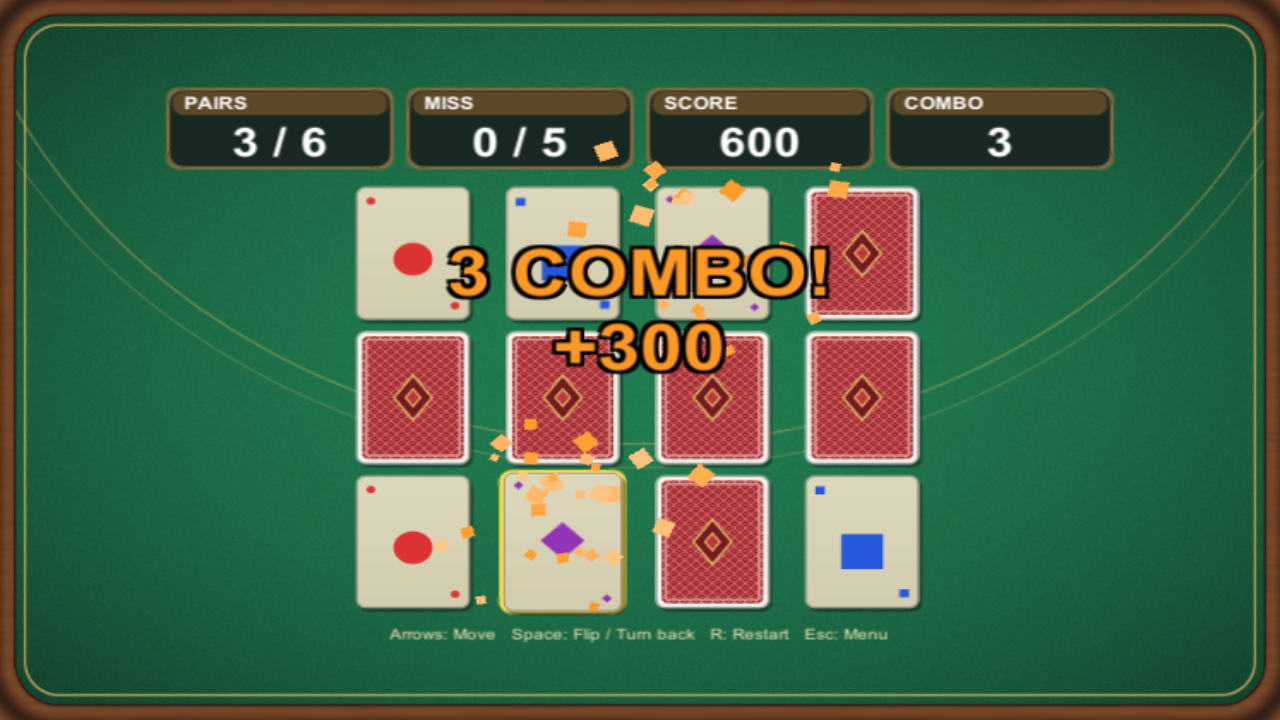 PAIRS
3 / 6
MISS
0 / 5
SCORE
600
COMBO
3
3 COMBO!
+300
Arrows: Move Space: Flip / Turn back R: Restart Esc: Menu